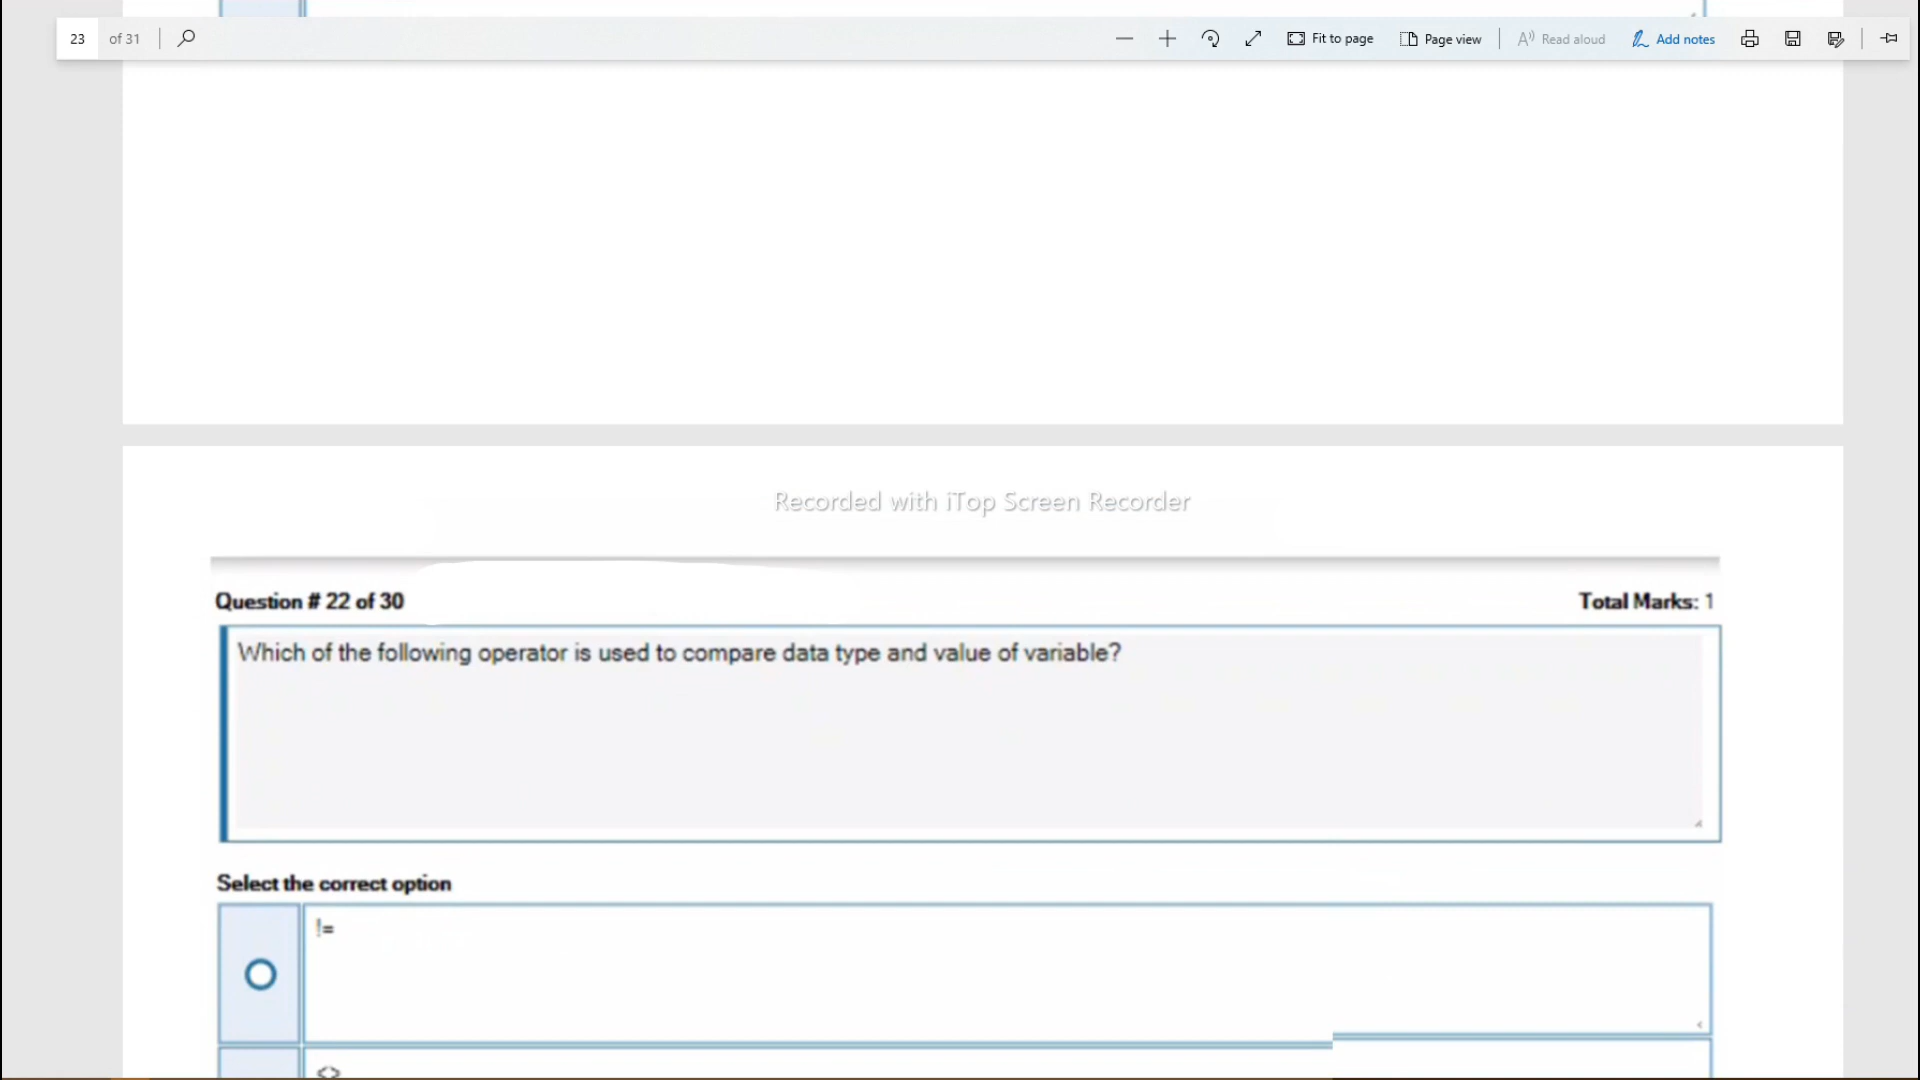 23 of 31 Fit to page Page view Read aloud Add notes
Recorded with iTop Screen Recorder
Question # 22 of 30 Total Marks: 1
Which of the following operator is used to compare data type and value of variable?
Select the correct option
!=
<>